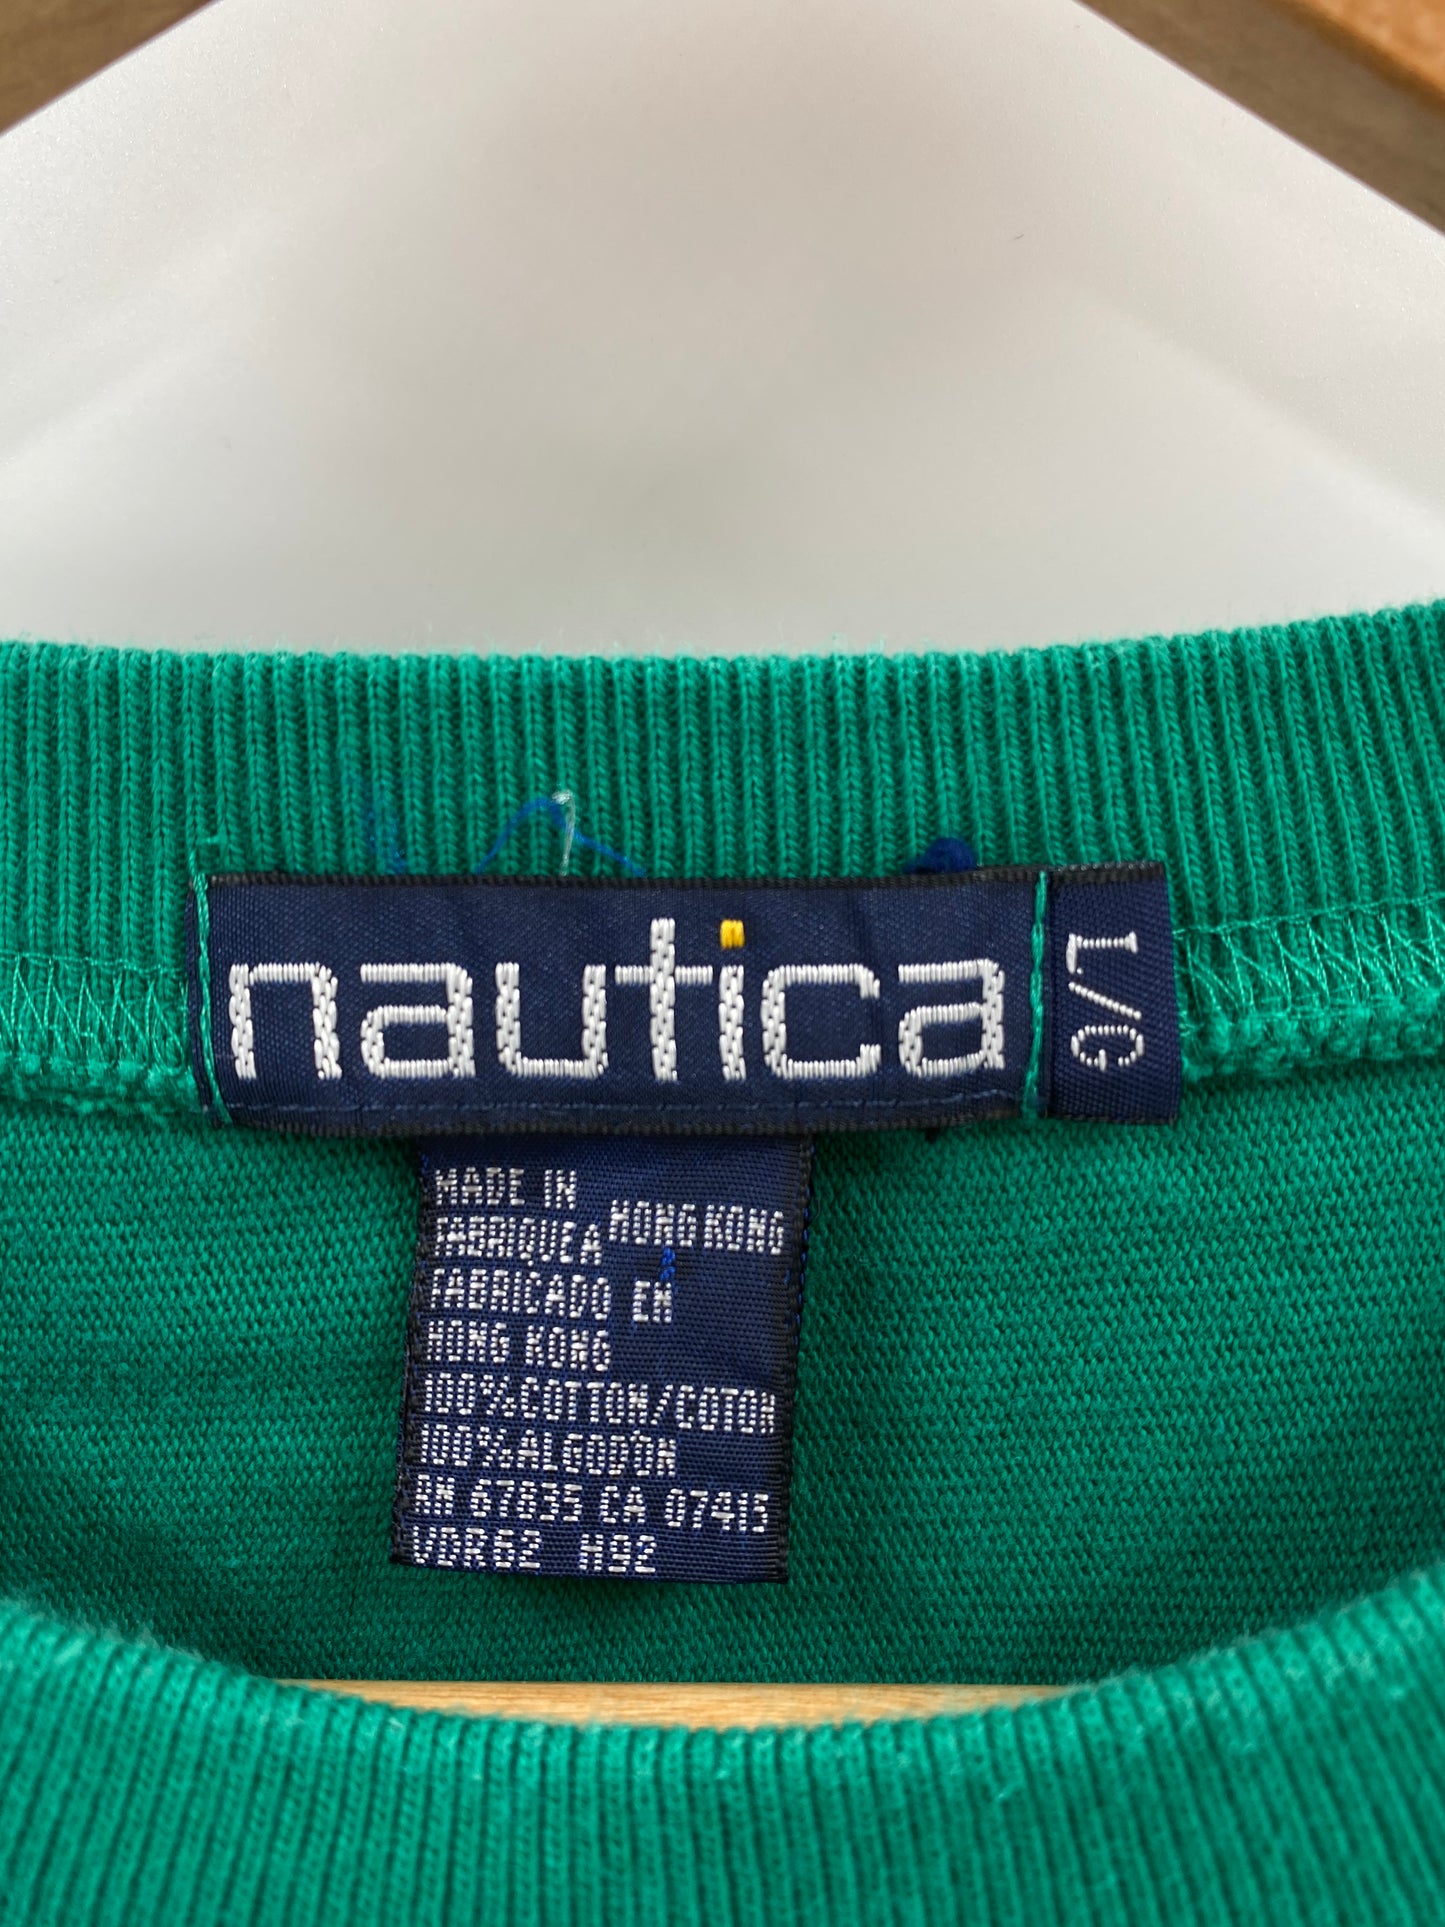 nautica
L/G
MADE IN HONG KONG
FABRIQUE A
FABRICADO EN
HONG KONG
100%COTTON/COTON
100%ALGODÓN
RN 67835 CA 07415
VDR62 H92